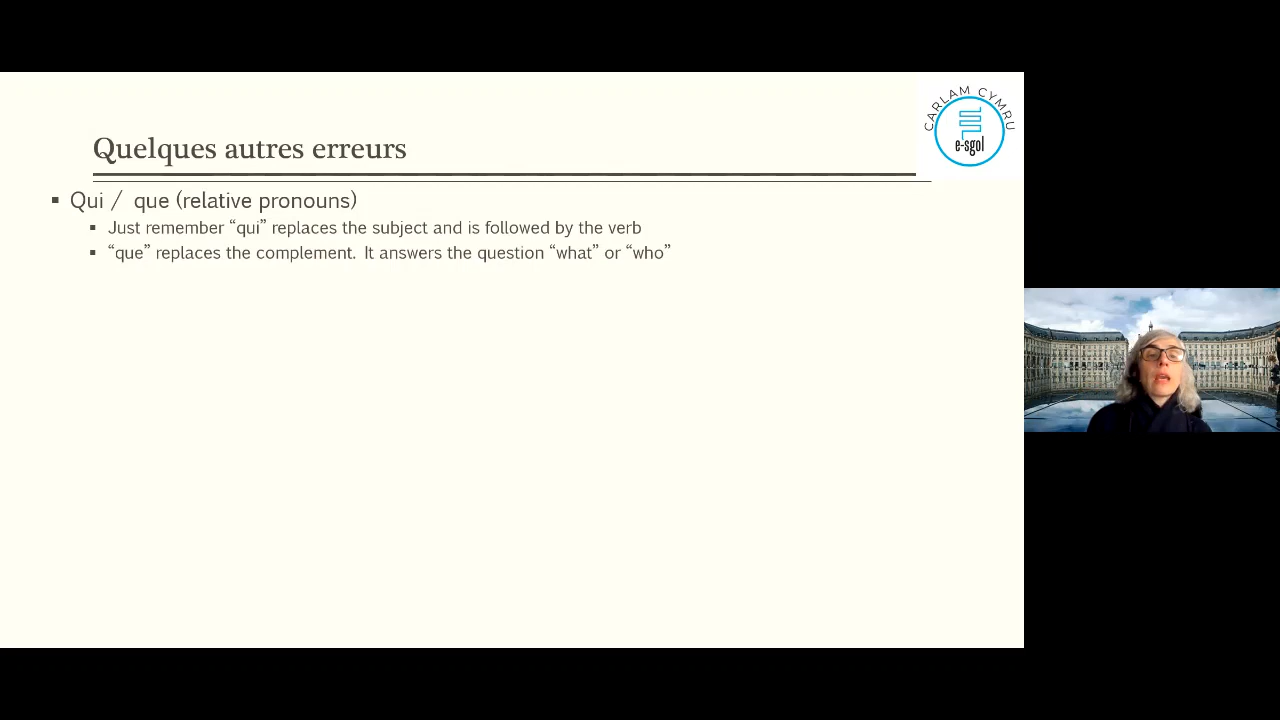 CARLAM CYMRU
e-sgol
Quelques autres erreurs
Qui / que (relative pronouns)
Just remember “qui” replaces the subject and is followed by the verb
“que” replaces the complement. It answers the question “what” or “who”